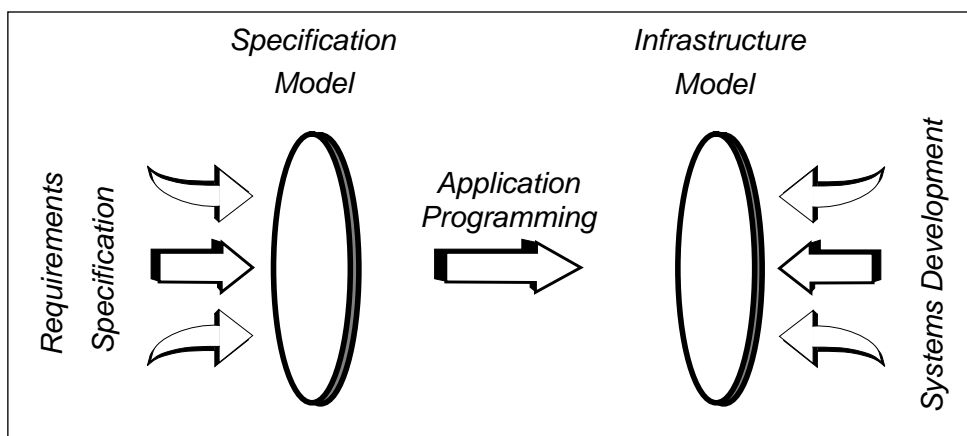 Specification
Model
Infrastructure
Model
Requirements
Specification
Application
Programming
Systems Development